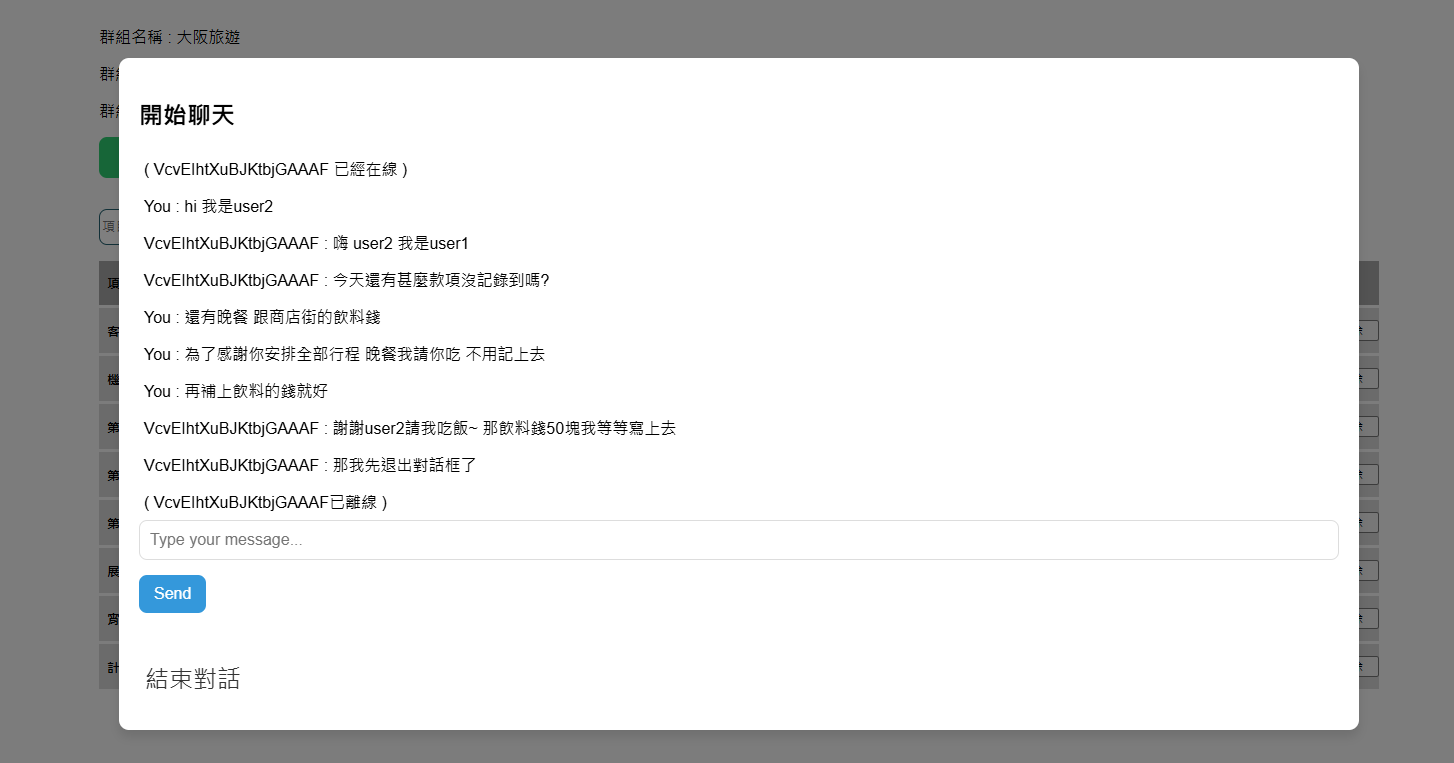 群組名稱 : 大阪旅遊
群
群
開始聊天
( VcvElhtXuBJKtbjGAAAF 已經在線 )
You : hi 我是user2
VcvElhtXuBJKtbjGAAAF : 嗨 user2 我是user1
VcvElhtXuBJKtbjGAAAF : 今天還有甚麼款項沒記錄到嗎?
You : 還有晚餐 跟商店街的飲料錢
You : 為了感謝你安排全部行程 晚餐我請你吃 不用記上去
You : 再補上飲料的錢就好
VcvElhtXuBJKtbjGAAAF : 謝謝user2請我吃飯~ 那飲料錢50塊我等等寫上去
VcvElhtXuBJKtbjGAAAF : 那我先退出對話框了
( VcvElhtXuBJKtbjGAAAF已離線 )
Type your message...
Send
結束對話
項
項
客
機
第
第
第
展
宵
計